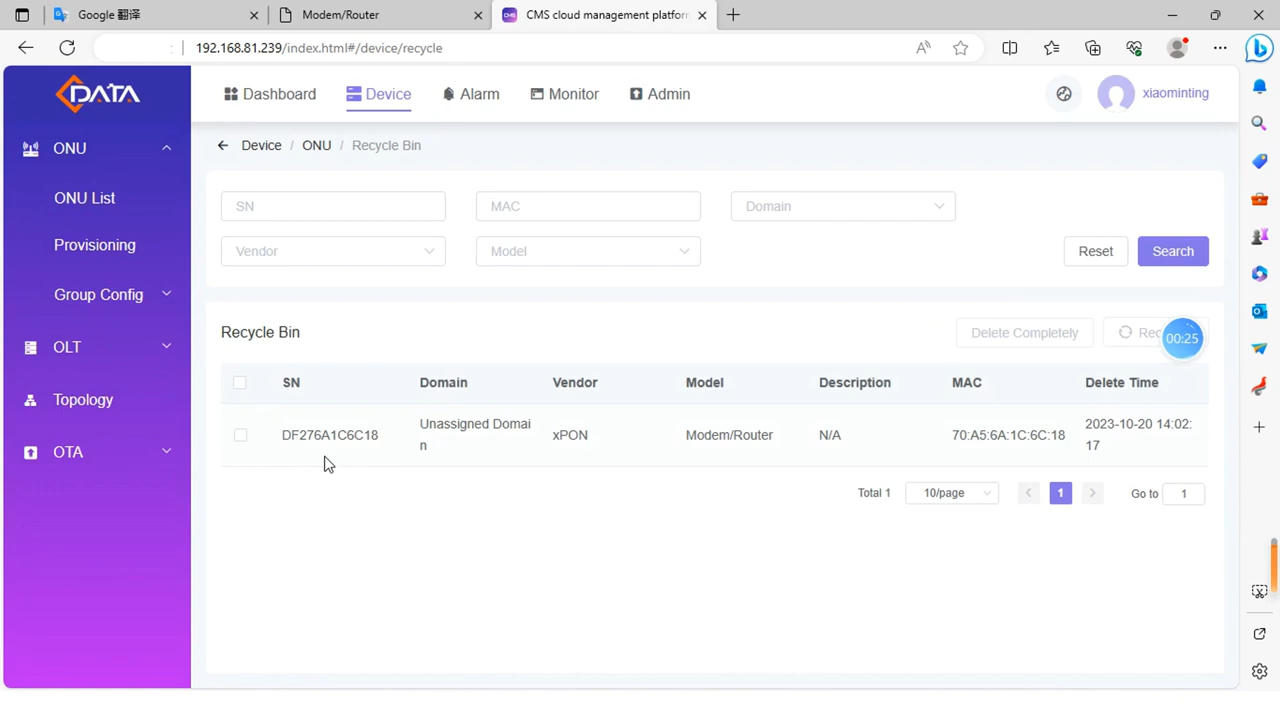 Google 翻译
Modem/Router
CMS cloud management platforr
192.168.81.239/index.html#/device/recycle
DATA
Dashboard
Device
Alarm
Monitor
Admin
xiaominting
ONU
ONU List
Provisioning
Group Config
OLT
Topology
OTA
Device / ONU / Recycle Bin
SN
MAC
Domain
Vendor
Model
Reset
Search
Recycle Bin
Delete Completely
00:25
SN Domain Vendor Model Description MAC Delete Time
DF276A1C6C18 Unassigned Domai xPON Modem/Router N/A 70:A5:6A:1C:6C:18 2023-10-20 14:02:
n 17
Total 1 10/page 1 Go to 1